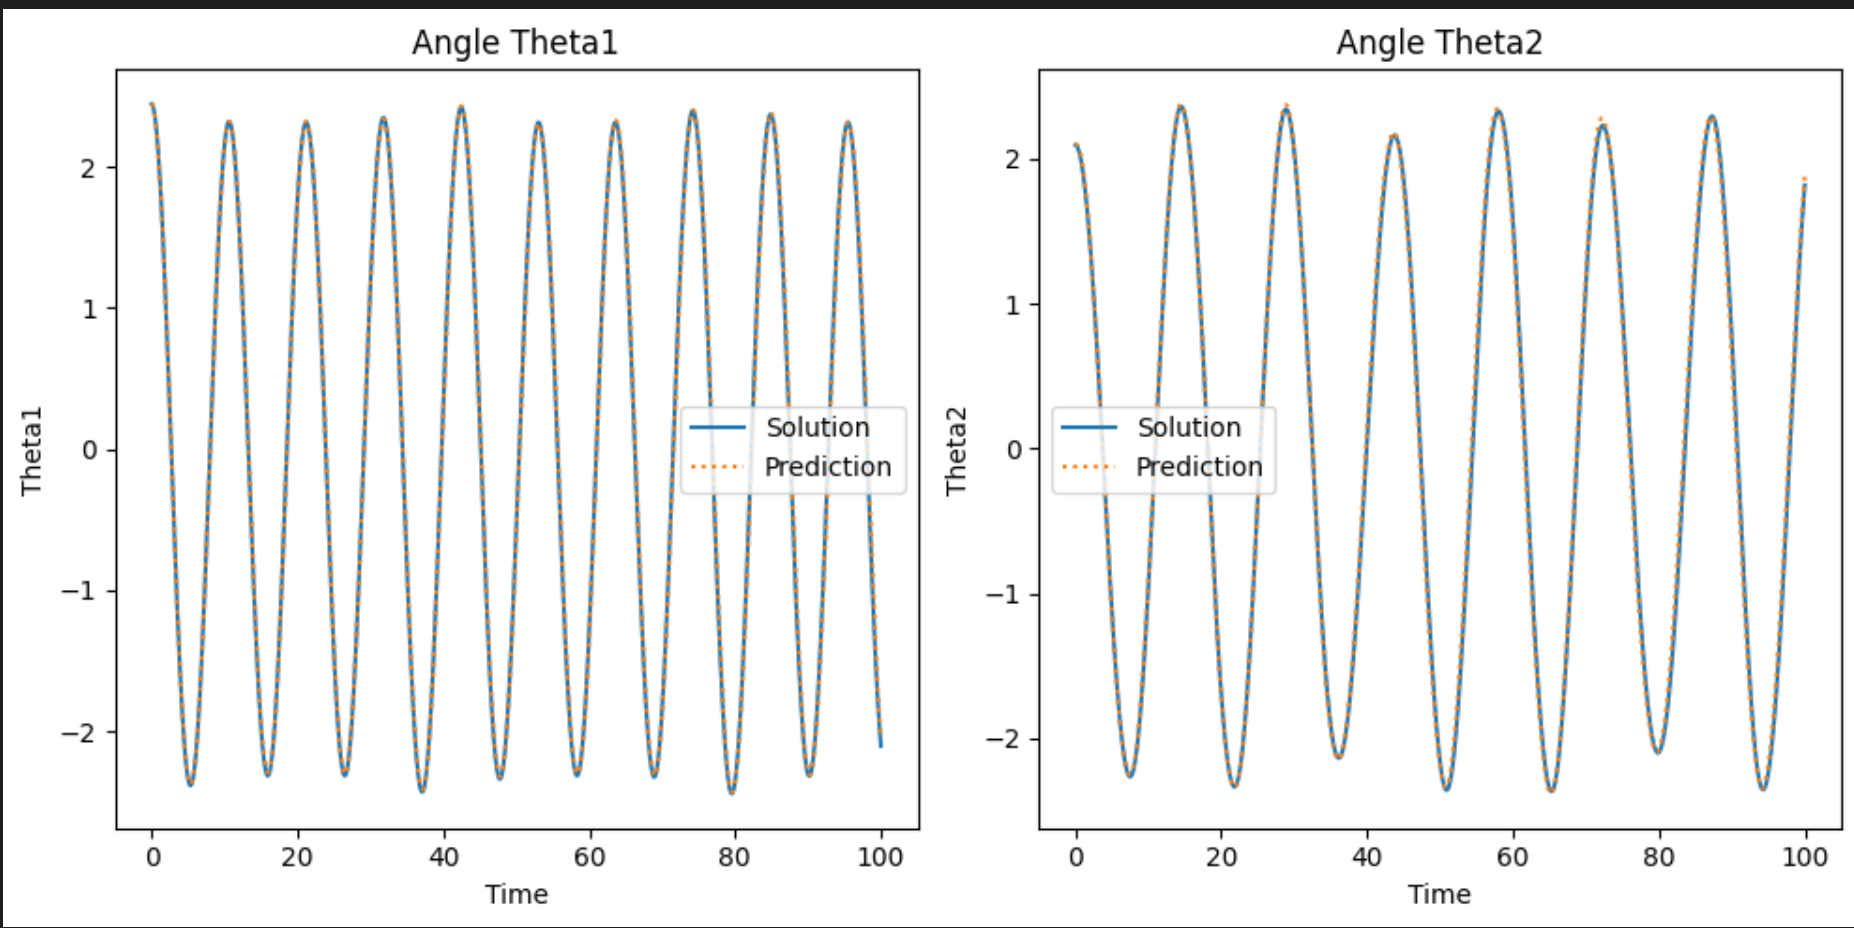 Angle Theta1
Theta1
2
1
0
−1
−2
Solution
Prediction
0
20
40
60
80
100
Time
Angle Theta2
Theta2
2
1
0
−1
−2
Solution
Prediction
0
20
40
60
80
100
Time